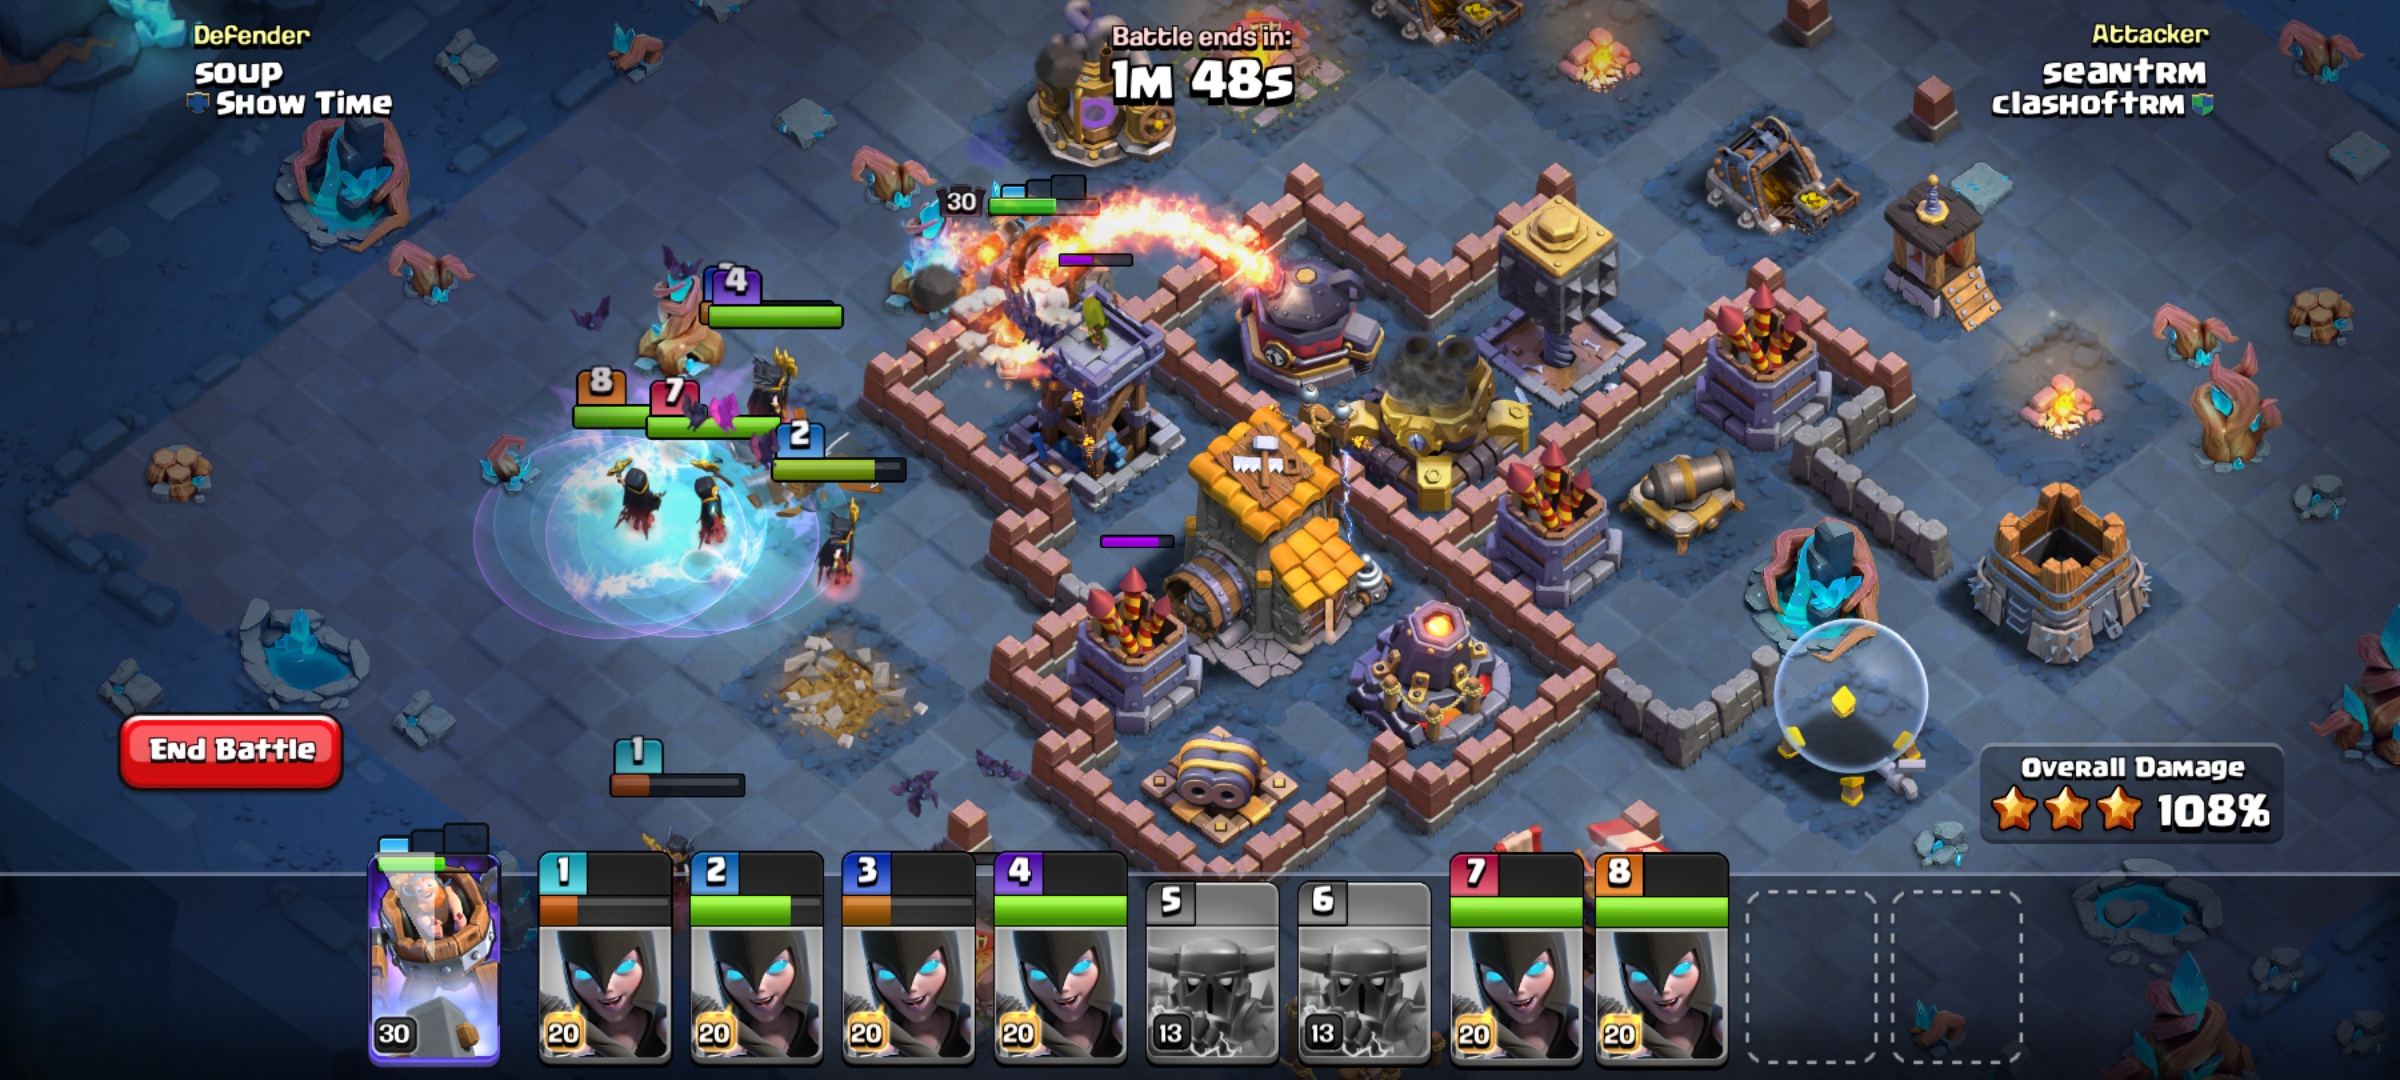 Defender
soup
Show Time
Battle ends in:
1M 48s
Attacker
seantRM
clashoftRM
30
4
8
7
2
1
End Battle
Overall Damage
108%
1
2
3
4
5
6
7
8
30
20
20
20
20
13
13
20
20